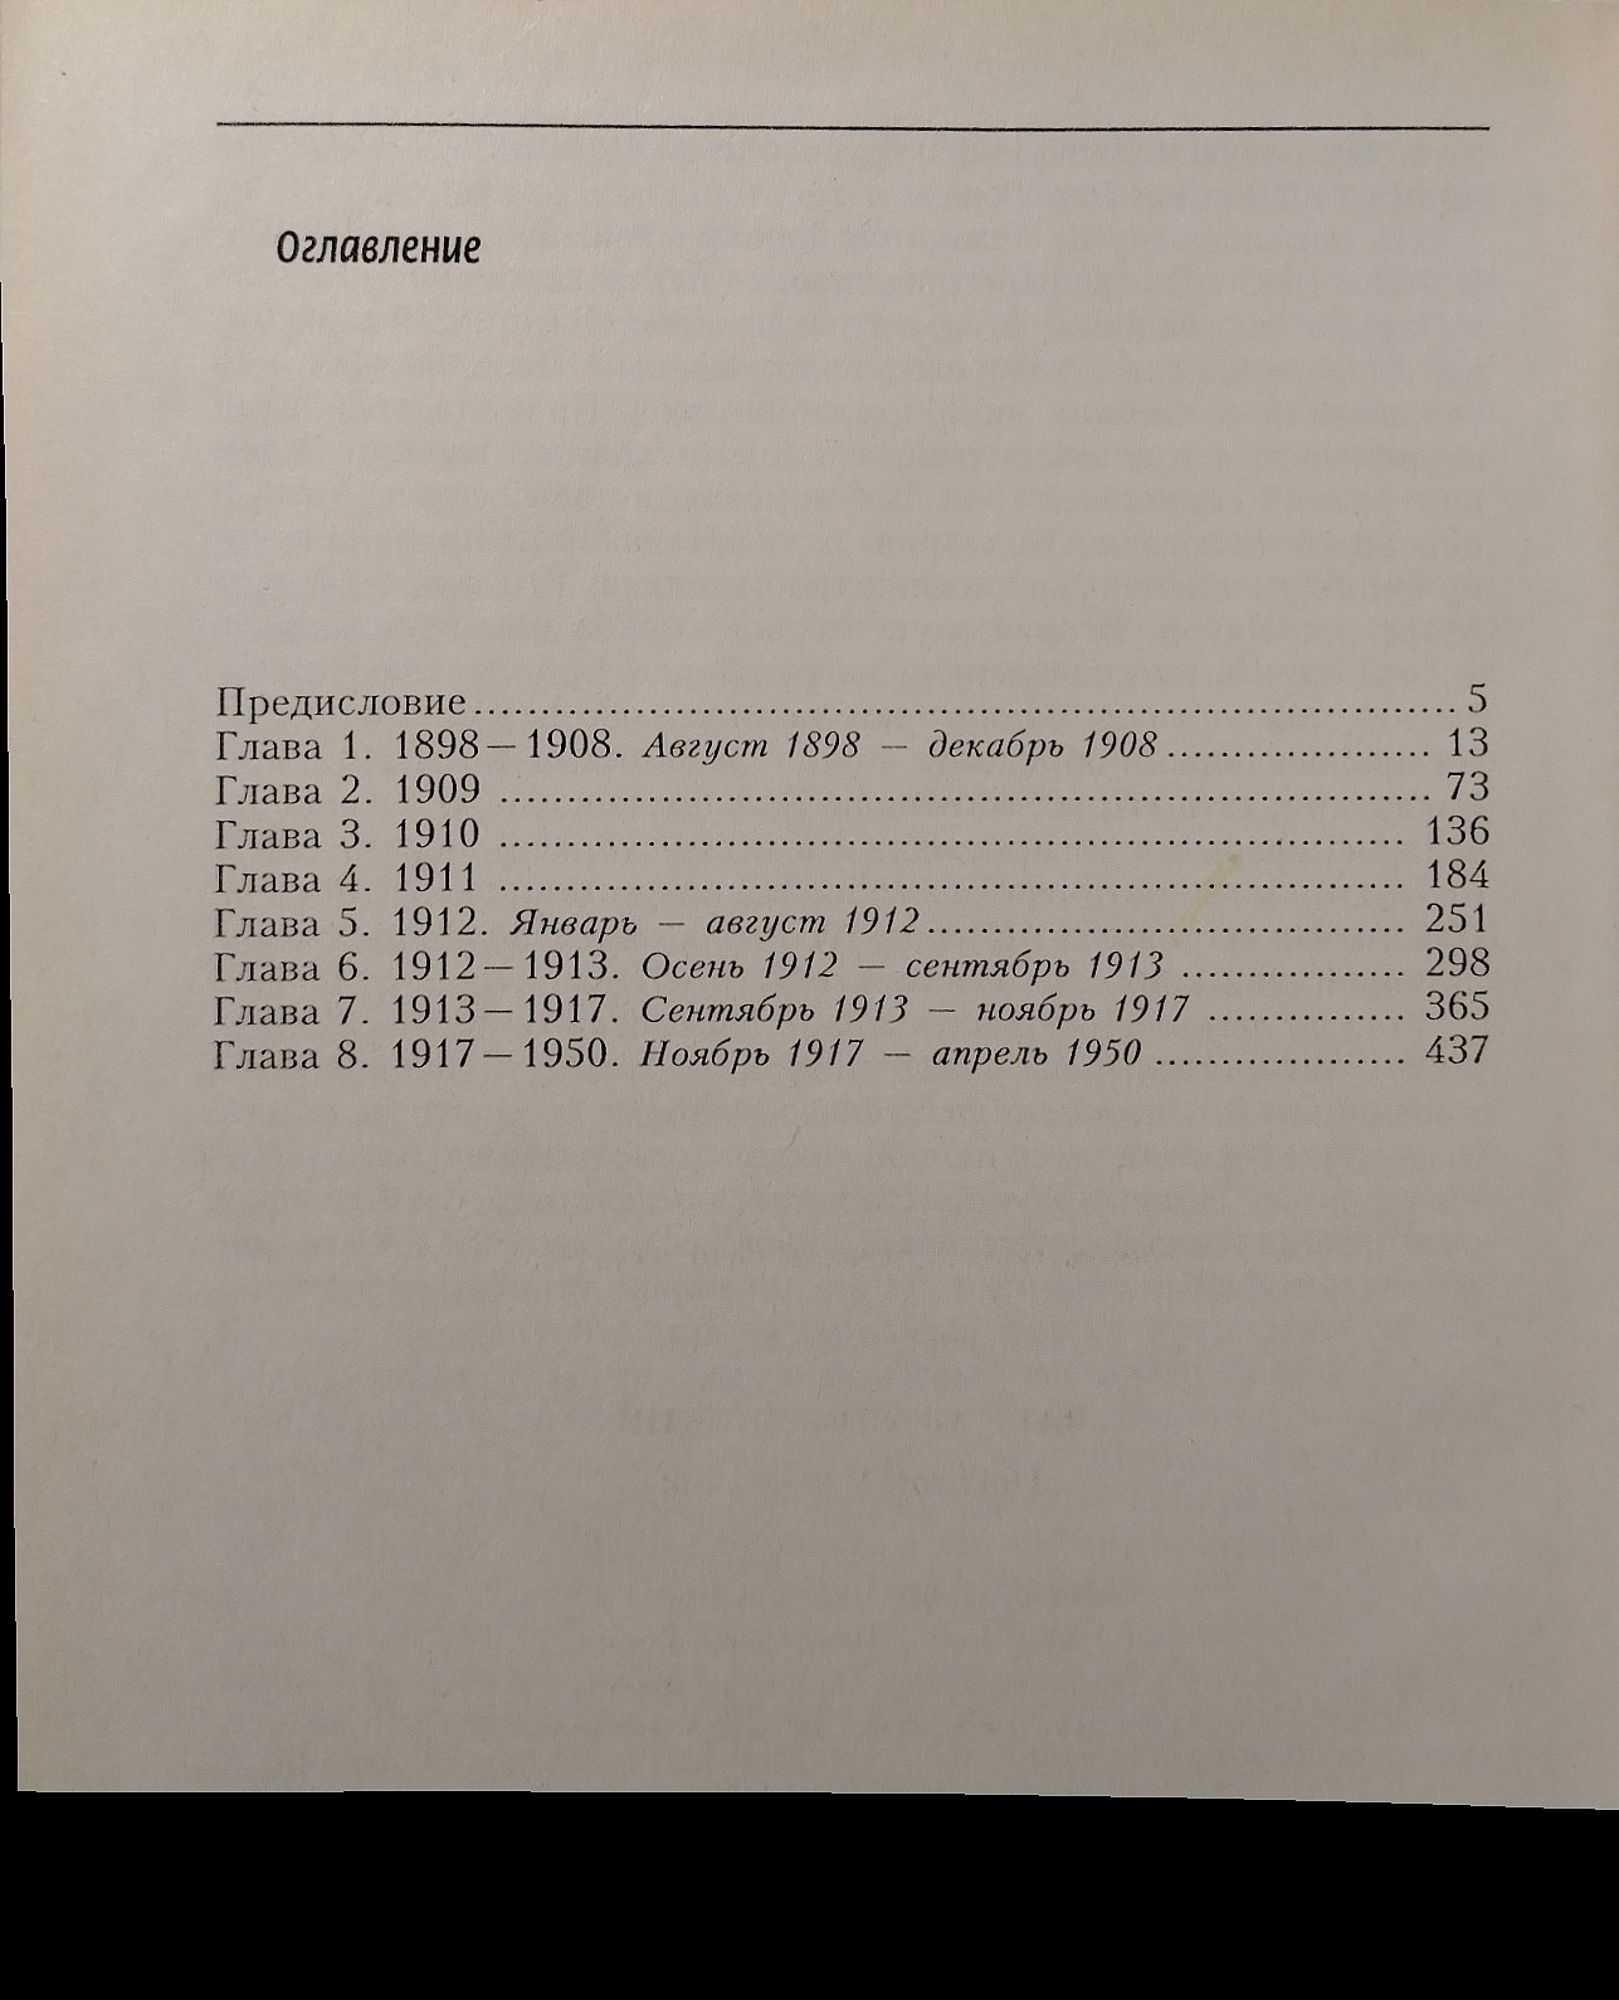 Оглавление
Предисловие........................................................................ 5
Глава 1. 1898 – 1908. Август 1898 – декабрь 1908.................... 13
Глава 2. 1909 ..................................................................... 73
Глава 3. 1910 ................................................................... 136
Глава 4. 1911 ................................................................... 184
Глава 5. 1912. Январь – август 1912.................................... 251
Глава 6. 1912 – 1913. Осень 1912 – сентябрь 1913 ................. 298
Глава 7. 1913 – 1917. Сентябрь 1913 – ноябрь 1917 ............... 365
Глава 8. 1917 – 1950. Ноябрь 1917 – апрель 1950 ................... 437